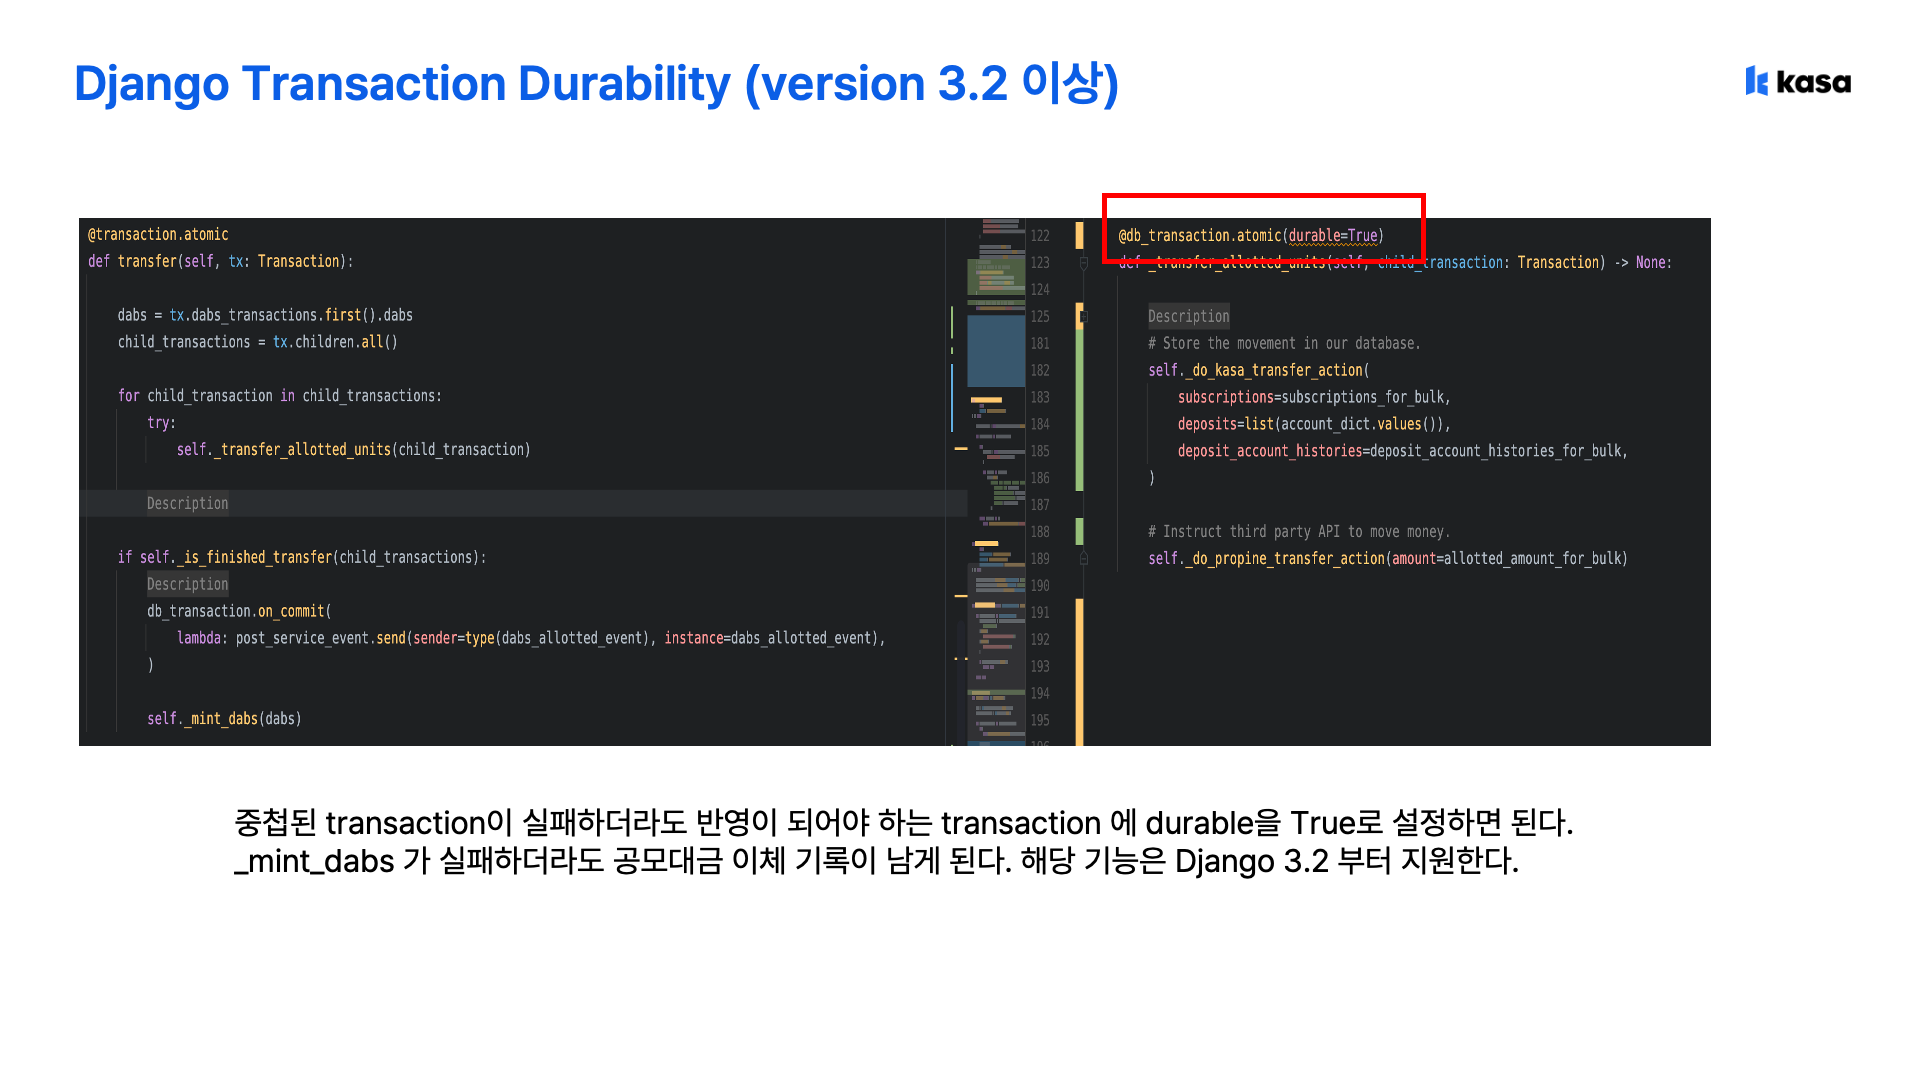 Django Transaction Durability (version 3.2 이상)
kasa
@transaction.atomic
def transfer(self, tx: Transaction):
dabs = tx.dabs_transactions.first().dabs
child_transactions = tx.children.all()
for child_transaction in child_transactions:
try:
self._transfer_allotted_units(child_transaction)
Description
if self._is_finished_transfer(child_transactions):
Description
db_transaction.on_commit(
lambda: post_service_event.send(sender=type(dabs_allotted_event), instance=dabs_allotted_event),
)
self._mint_dabs(dabs)
122 @db_transaction.atomic(durable=True)
123 def _transfer_allotted_units(self, child_transaction: Transaction) -> None:
124
125 Description
181 # Store the movement in our database.
182 self._do_kasa_transfer_action(
183 subscriptions=subscriptions_for_bulk,
184 deposits=list(account_dict.values()),
185 deposit_account_histories=deposit_account_histories_for_bulk,
186 )
187
188 # Instruct third party API to move money.
189 self._do_propine_transfer_action(amount=allotted_amount_for_bulk)
190
191
192
193
194
195
196
중첩된 transaction이 실패하더라도 반영이 되어야 하는 transaction 에 durable을 True로 설정하면 된다.
_mint_dabs 가 실패하더라도 공모대금 이체 기록이 남게 된다. 해당 기능은 Django 3.2 부터 지원한다.